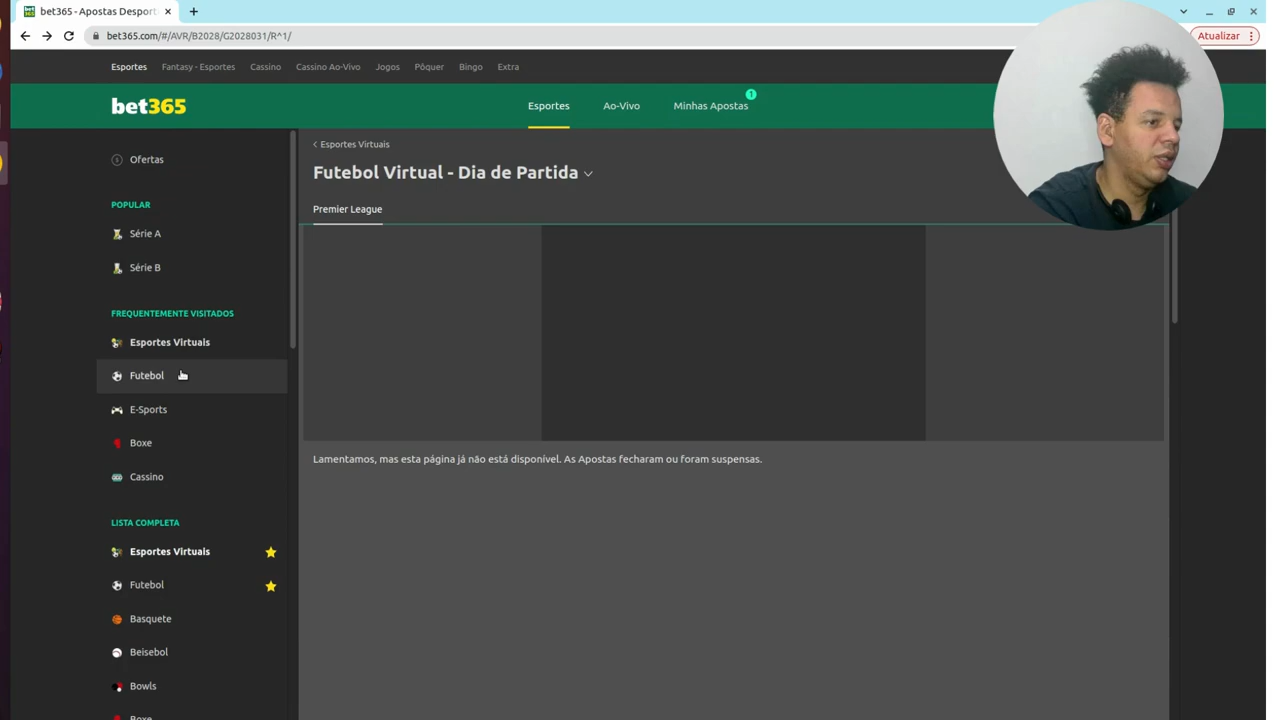 bet365 - Apostas Desport
bet365.com/#/AVR/B2028/G2028031/R^1/
Atualizar
Esportes
Fantasy - Esportes
Cassino
Cassino Ao-Vivo
Jogos
Pôquer
Bingo
Extra
bet365
Esportes
Ao-Vivo
Minhas Apostas
1
Ofertas
POPULAR
Série A
Série B
FREQUENTEMENTE VISITADOS
Esportes Virtuais
Futebol
E-Sports
Boxe
Cassino
LISTA COMPLETA
Esportes Virtuais
Futebol
Basquete
Beisebol
Bowls
Boxe
Esportes Virtuais
Futebol Virtual - Dia de Partida
Premier League
Lamentamos, mas esta página já não está disponível. As Apostas fecharam ou foram suspensas.